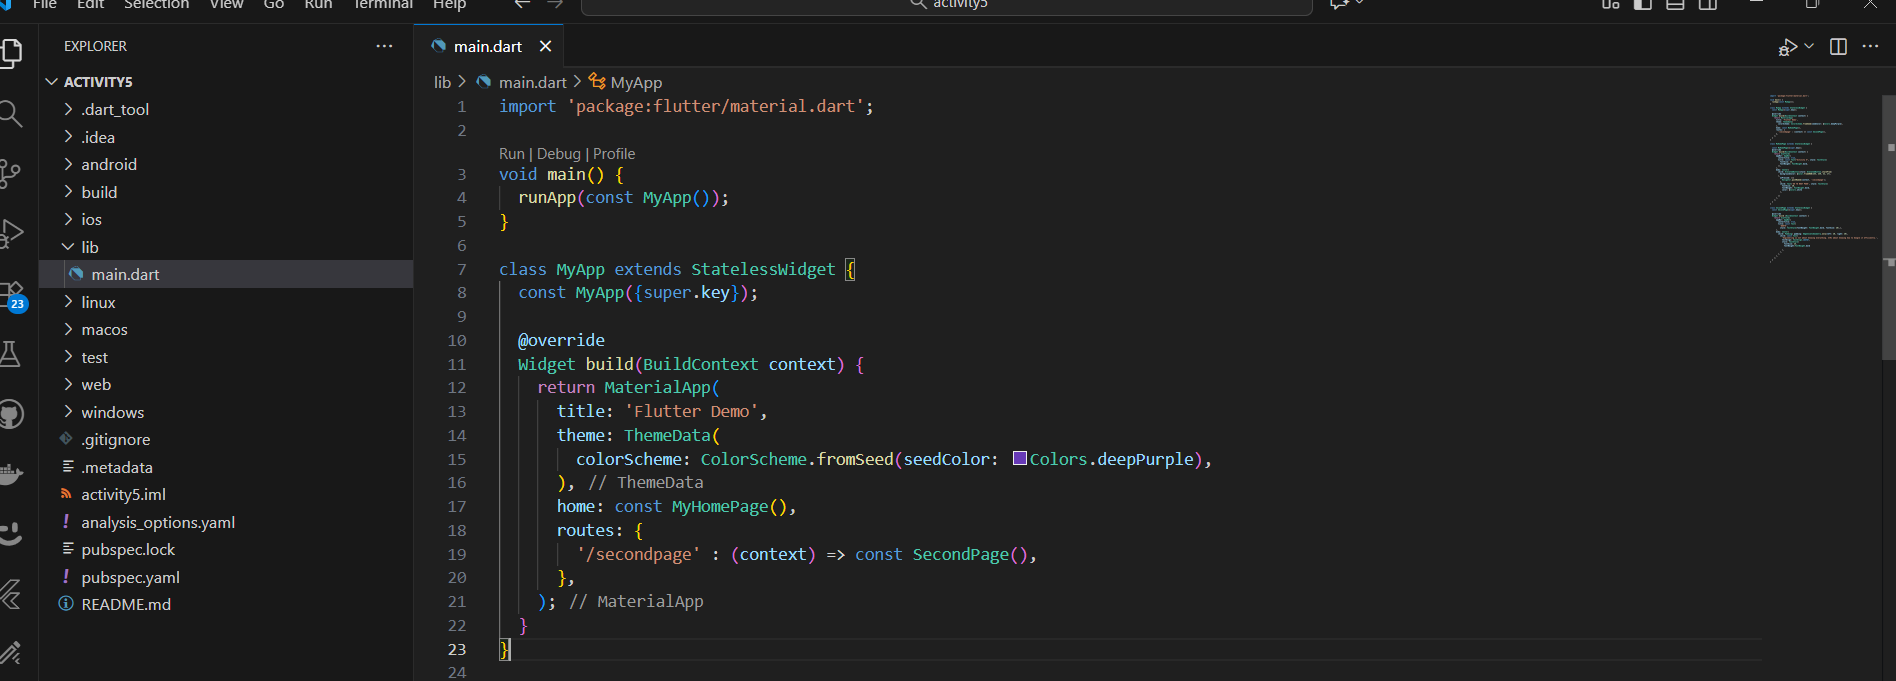 File Edit Selection View Go Run Terminal Help
activity5
EXPLORER
ACTIVITY5
.dart_tool
.idea
android
build
ios
lib
main.dart
linux
macos
test
web
windows
.gitignore
.metadata
activity5.iml
analysis_options.yaml
pubspec.lock
pubspec.yaml
README.md
23
main.dart
lib > main.dart > MyApp
1 import 'package:flutter/material.dart';
2
Run | Debug | Profile
3 void main() {
4 runApp(const MyApp());
5 }
6
7 class MyApp extends StatelessWidget {
8 const MyApp({super.key});
9
10 @override
11 Widget build(BuildContext context) {
12 return MaterialApp(
13 title: 'Flutter Demo',
14 theme: ThemeData(
15 colorScheme: ColorScheme.fromSeed(seedColor: Colors.deepPurple),
16 ), // ThemeData
17 home: const MyHomePage(),
18 routes: {
19 '/secondpage' : (context) => const SecondPage(),
20 },
21 ); // MaterialApp
22 }
23 }
24